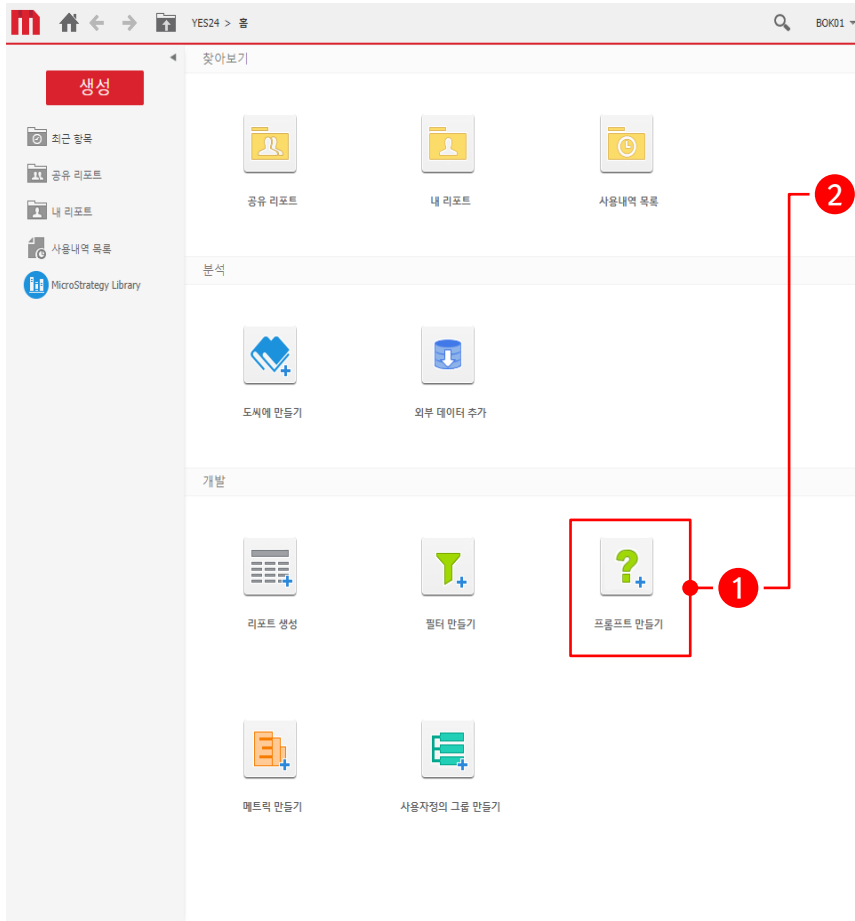 YES24 > 홈
BOK01
생성
최근 항목
공유 리포트
내 리포트
사용내역 목록
MicroStrategy Library
찾아보기
공유 리포트
내 리포트
사용내역 목록
2
분석
도씨에 만들기
외부 데이터 추가
개발
1
리포트 생성
필터 만들기
프롬프트 만들기
메트릭 만들기
사용자정의 그룹 만들기